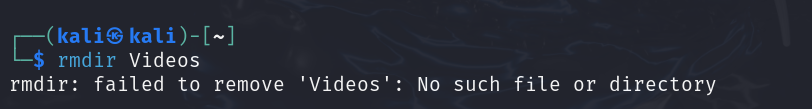 ┌──(kali㉿kali)-[~]
└─$ rmdir Videos
rmdir: failed to remove 'Videos': No such file or directory